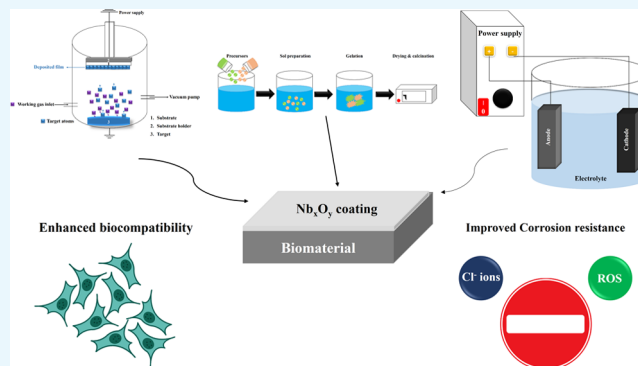 Power supply
Deposited film
Working gas inlet
Target atoms
Vacuum pump
1. Substrate
2. Substrate holder
3. Target
Precursors
Sol preparation
Gelation
Drying & calcination
Power supply
+
-
I
0
Anode
Cathode
Electrolyte
NbₓOᵧ coating
Biomaterial
Enhanced biocompatibility
Improved Corrosion resistance
Cl⁻ ions
ROS